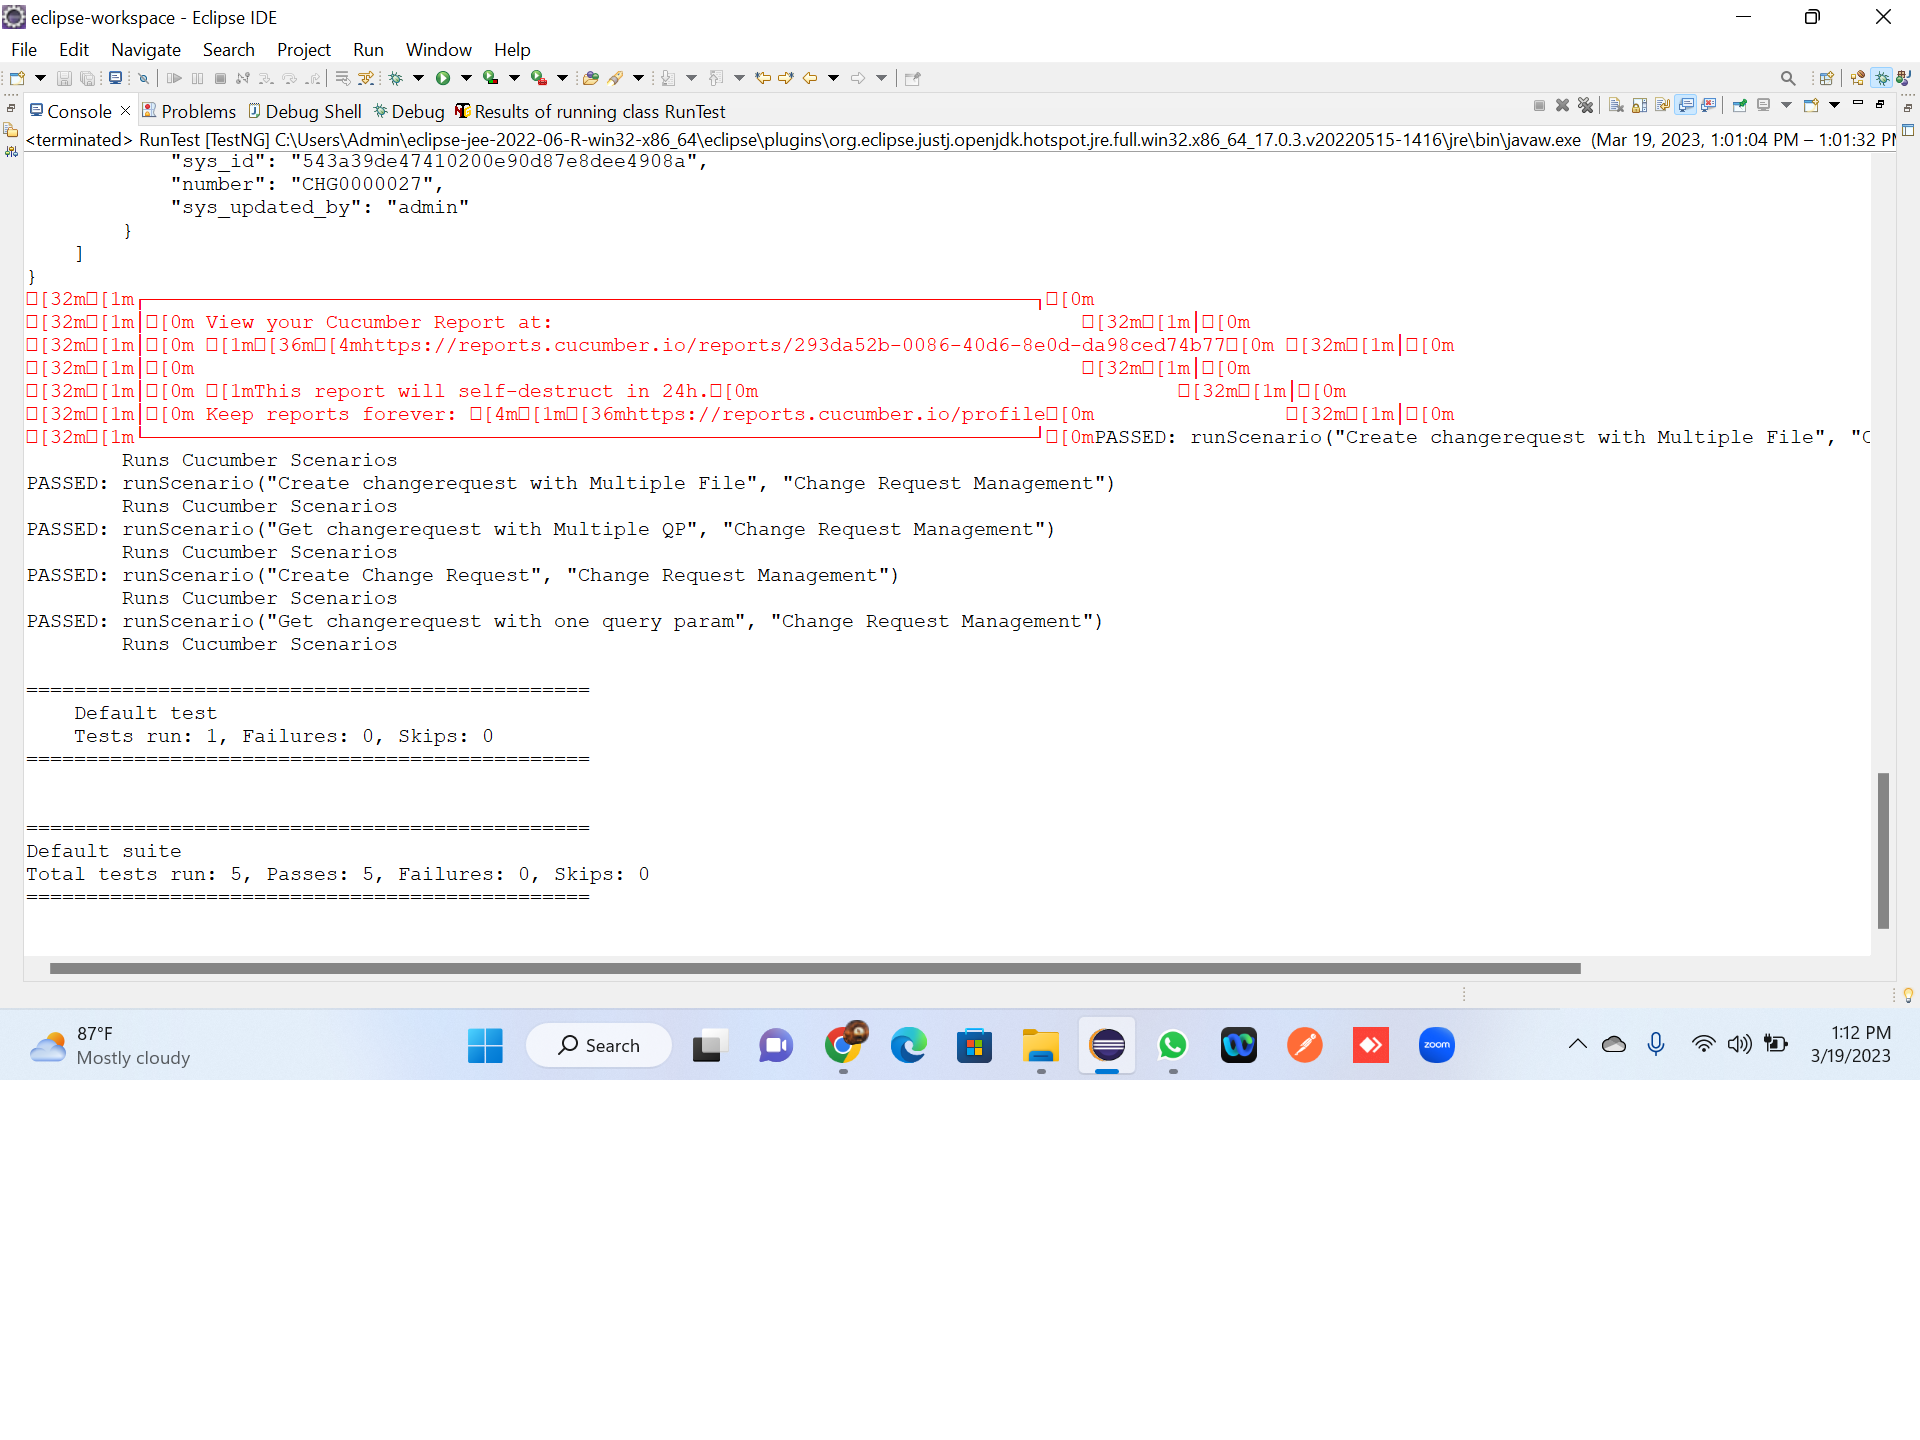 eclipse-workspace - Eclipse IDE
File Edit Navigate Search Project Run Window Help
Console Problems Debug Shell Debug Results of running class RunTest
<terminated> RunTest [TestNG] C:\Users\Admin\eclipse-jee-2022-06-R-win32-x86_64\eclipse\plugins\org.eclipse.justj.openjdk.hotspot.jre.full.win32.x86_64_17.0.3.v20220515-1416\jre\bin\javaw.exe (Mar 19, 2023, 1:01:04 PM – 1:01:32 PM
"sys_id": "543a39de47410200e90d87e8dee4908a",
"number": "CHG0000027",
"sys_updated_by": "admin"
}
]
}
□[32m□[1m┌─────┐□[0m
□[32m□[1m│□[0m View your Cucumber Report at: □[32m□[1m│□[0m
□[32m□[1m│□[0m □[1m□[36m□[4mhttps://reports.cucumber.io/reports/293da52b-0086-40d6-8e0d-da98ced74b77□[0m □[32m□[1m│□[0m
□[32m□[1m│□[0m □[32m□[1m│□[0m
□[32m□[1m│□[0m □[1mThis report will self-destruct in 24h.□[0m □[32m□[1m│□[0m
□[32m□[1m│□[0m Keep reports forever: □[4m□[1m□[36mhttps://reports.cucumber.io/profile□[0m □[32m□[1m│□[0m
□[32m□[1m└─────┘□[0mPASSED: runScenario("Create changerequest with Multiple File", "C
Runs Cucumber Scenarios
PASSED: runScenario("Create changerequest with Multiple File", "Change Request Management")
Runs Cucumber Scenarios
PASSED: runScenario("Get changerequest with Multiple QP", "Change Request Management")
Runs Cucumber Scenarios
PASSED: runScenario("Create Change Request", "Change Request Management")
Runs Cucumber Scenarios
PASSED: runScenario("Get changerequest with one query param", "Change Request Management")
Runs Cucumber Scenarios
===============================================
Default test
Tests run: 1, Failures: 0, Skips: 0
===============================================
===============================================
Default suite
Total tests run: 5, Passes: 5, Failures: 0, Skips: 0
===============================================
87°F
Mostly cloudy
Search
zoom
1:12 PM
3/19/2023